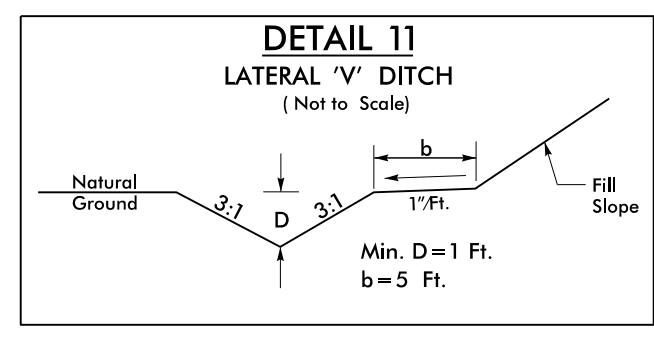 DETAIL 11
LATERAL 'V' DITCH
( Not to Scale)
b
Natural
Ground
3:1
D
3:1
1"/Ft.
Fill
Slope
Min. D=1 Ft.
b=5 Ft.